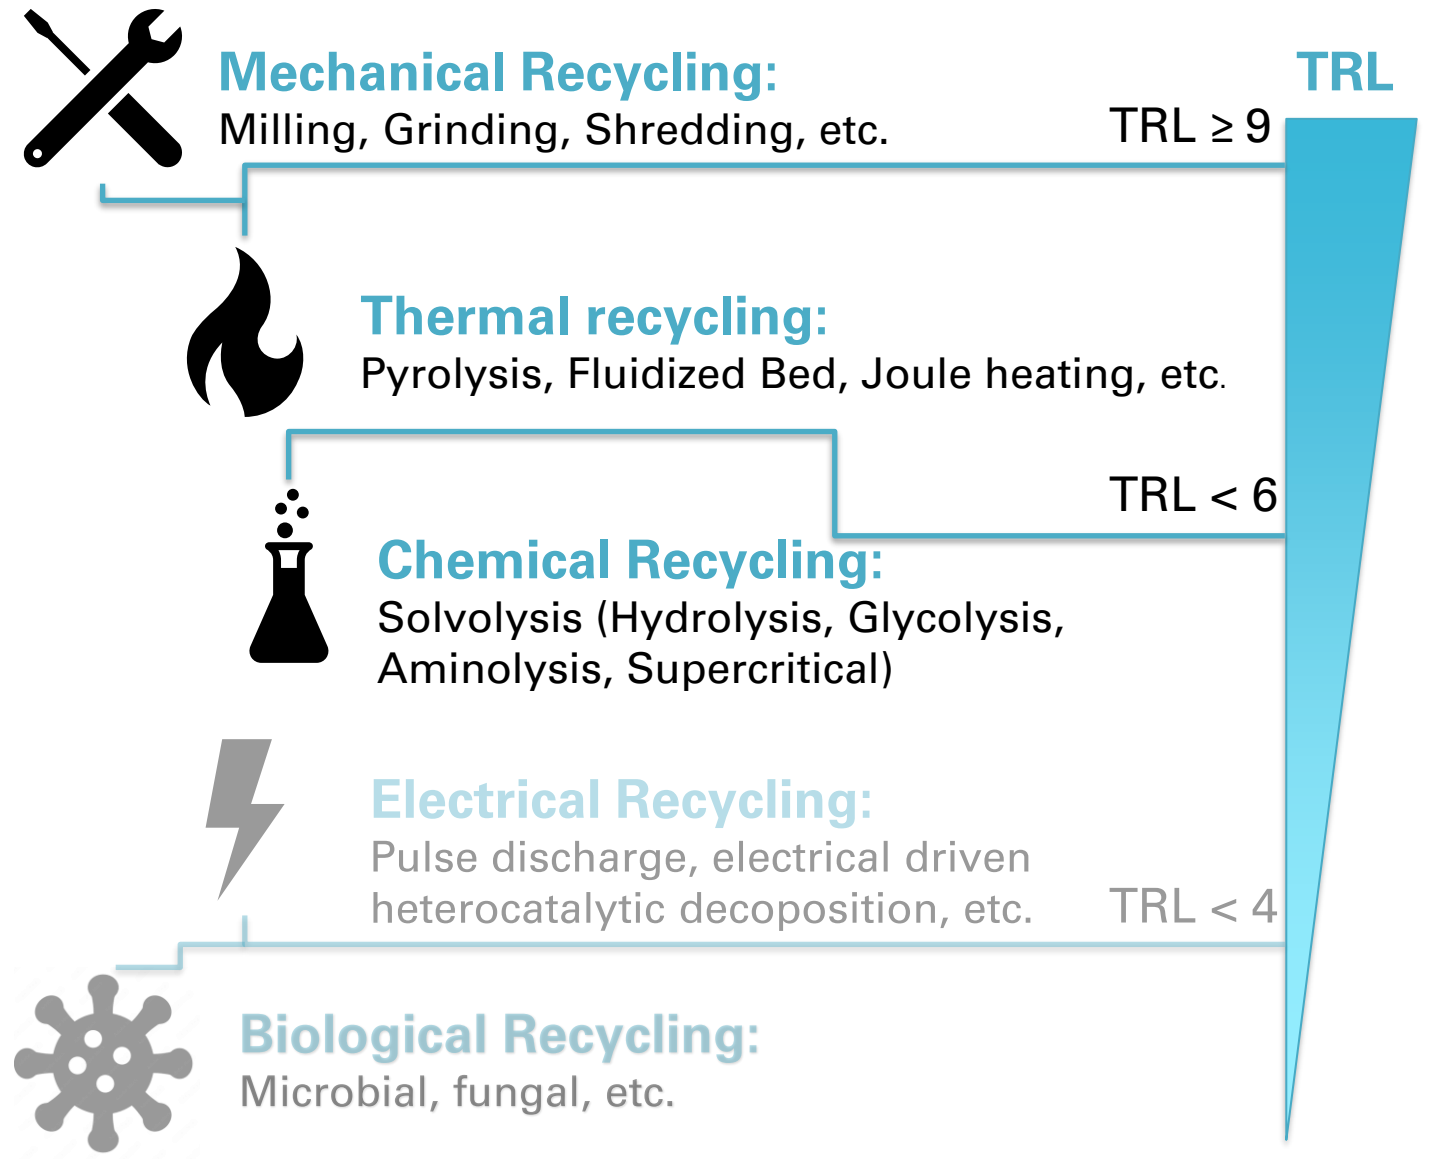 Mechanical Recycling:
TRL
Milling, Grinding, Shredding, etc.
TRL ≥ 9
Thermal recycling:
Pyrolysis, Fluidized Bed, Joule heating, etc.
TRL < 6
Chemical Recycling:
Solvolysis (Hydrolysis, Glycolysis,
Aminolysis, Supercritical)
Electrical Recycling:
Pulse discharge, electrical driven
heterocatalytic decoposition, etc.
TRL < 4
Biological Recycling:
Microbial, fungal, etc.